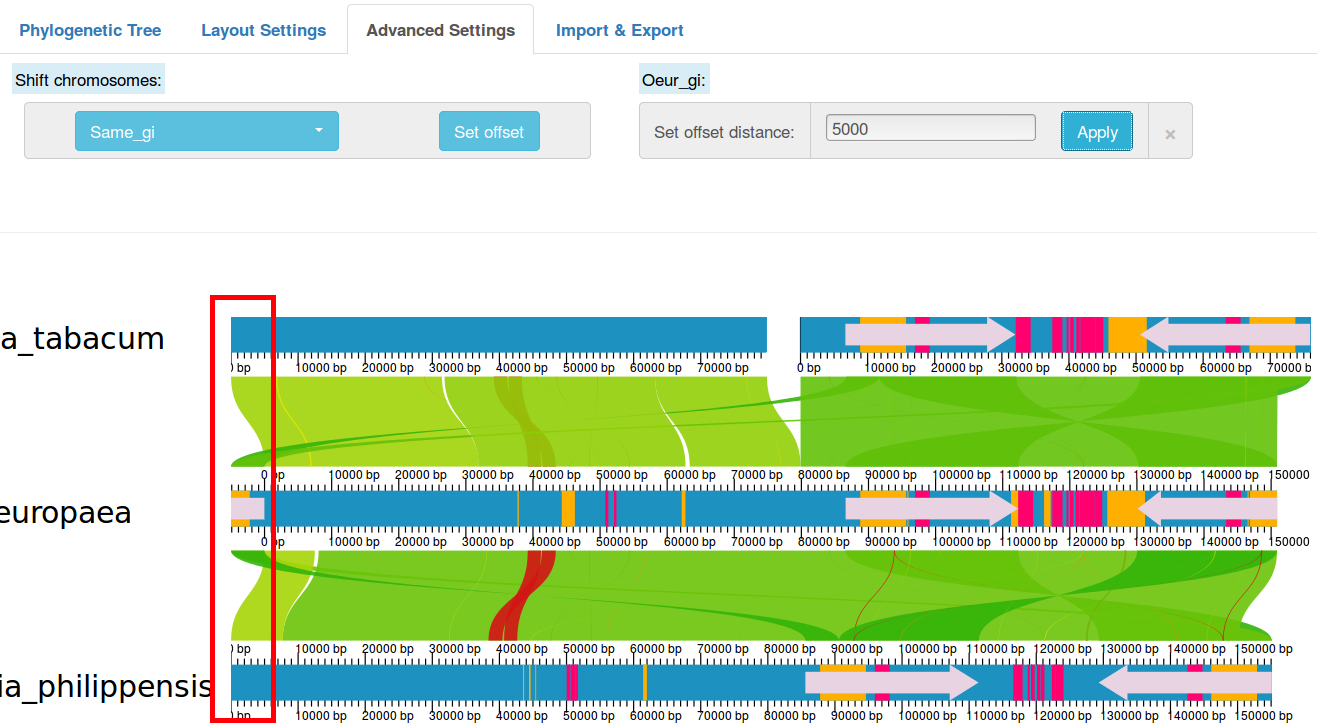 Phylogenetic Tree Layout Settings Advanced Settings Import & Export
Shift chromosomes: Oeur_gi:
Same_gi Set offset Set offset distance: 5000 Apply ×
a_tabacum
) bp 10000 bp 20000 bp 30000 bp 40000 bp 50000 bp 60000 bp 70000 bp 0 bp 10000 bp 20000 bp 30000 bp 40000 bp 50000 bp 60000 bp 70000 b
0 bp 10000 bp 20000 bp 30000 bp 40000 bp 50000 bp 60000 bp 70000 bp 80000 bp 90000 bp 100000 bp 110000 bp 120000 bp 130000 bp 140000 bp 150000
europaea
0 bp 10000 bp 20000 bp 30000 bp 40000 bp 50000 bp 60000 bp 70000 bp 80000 bp 90000 bp 100000 bp 110000 bp 120000 bp 130000 bp 140000 bp 150000
) bp 10000 bp 20000 bp 30000 bp 40000 bp 50000 bp 60000 bp 70000 bp 80000 bp 90000 bp 100000 bp 110000 bp 120000 bp 130000 bp 140000 bp 150000 bp
ia_philippensis
) bp 10000 bp 20000 bp 30000 bp 40000 bp 50000 bp 60000 bp 70000 bp 80000 bp 90000 bp 100000 bp 110000 bp 120000 bp 130000 bp 140000 bp 150000 bp